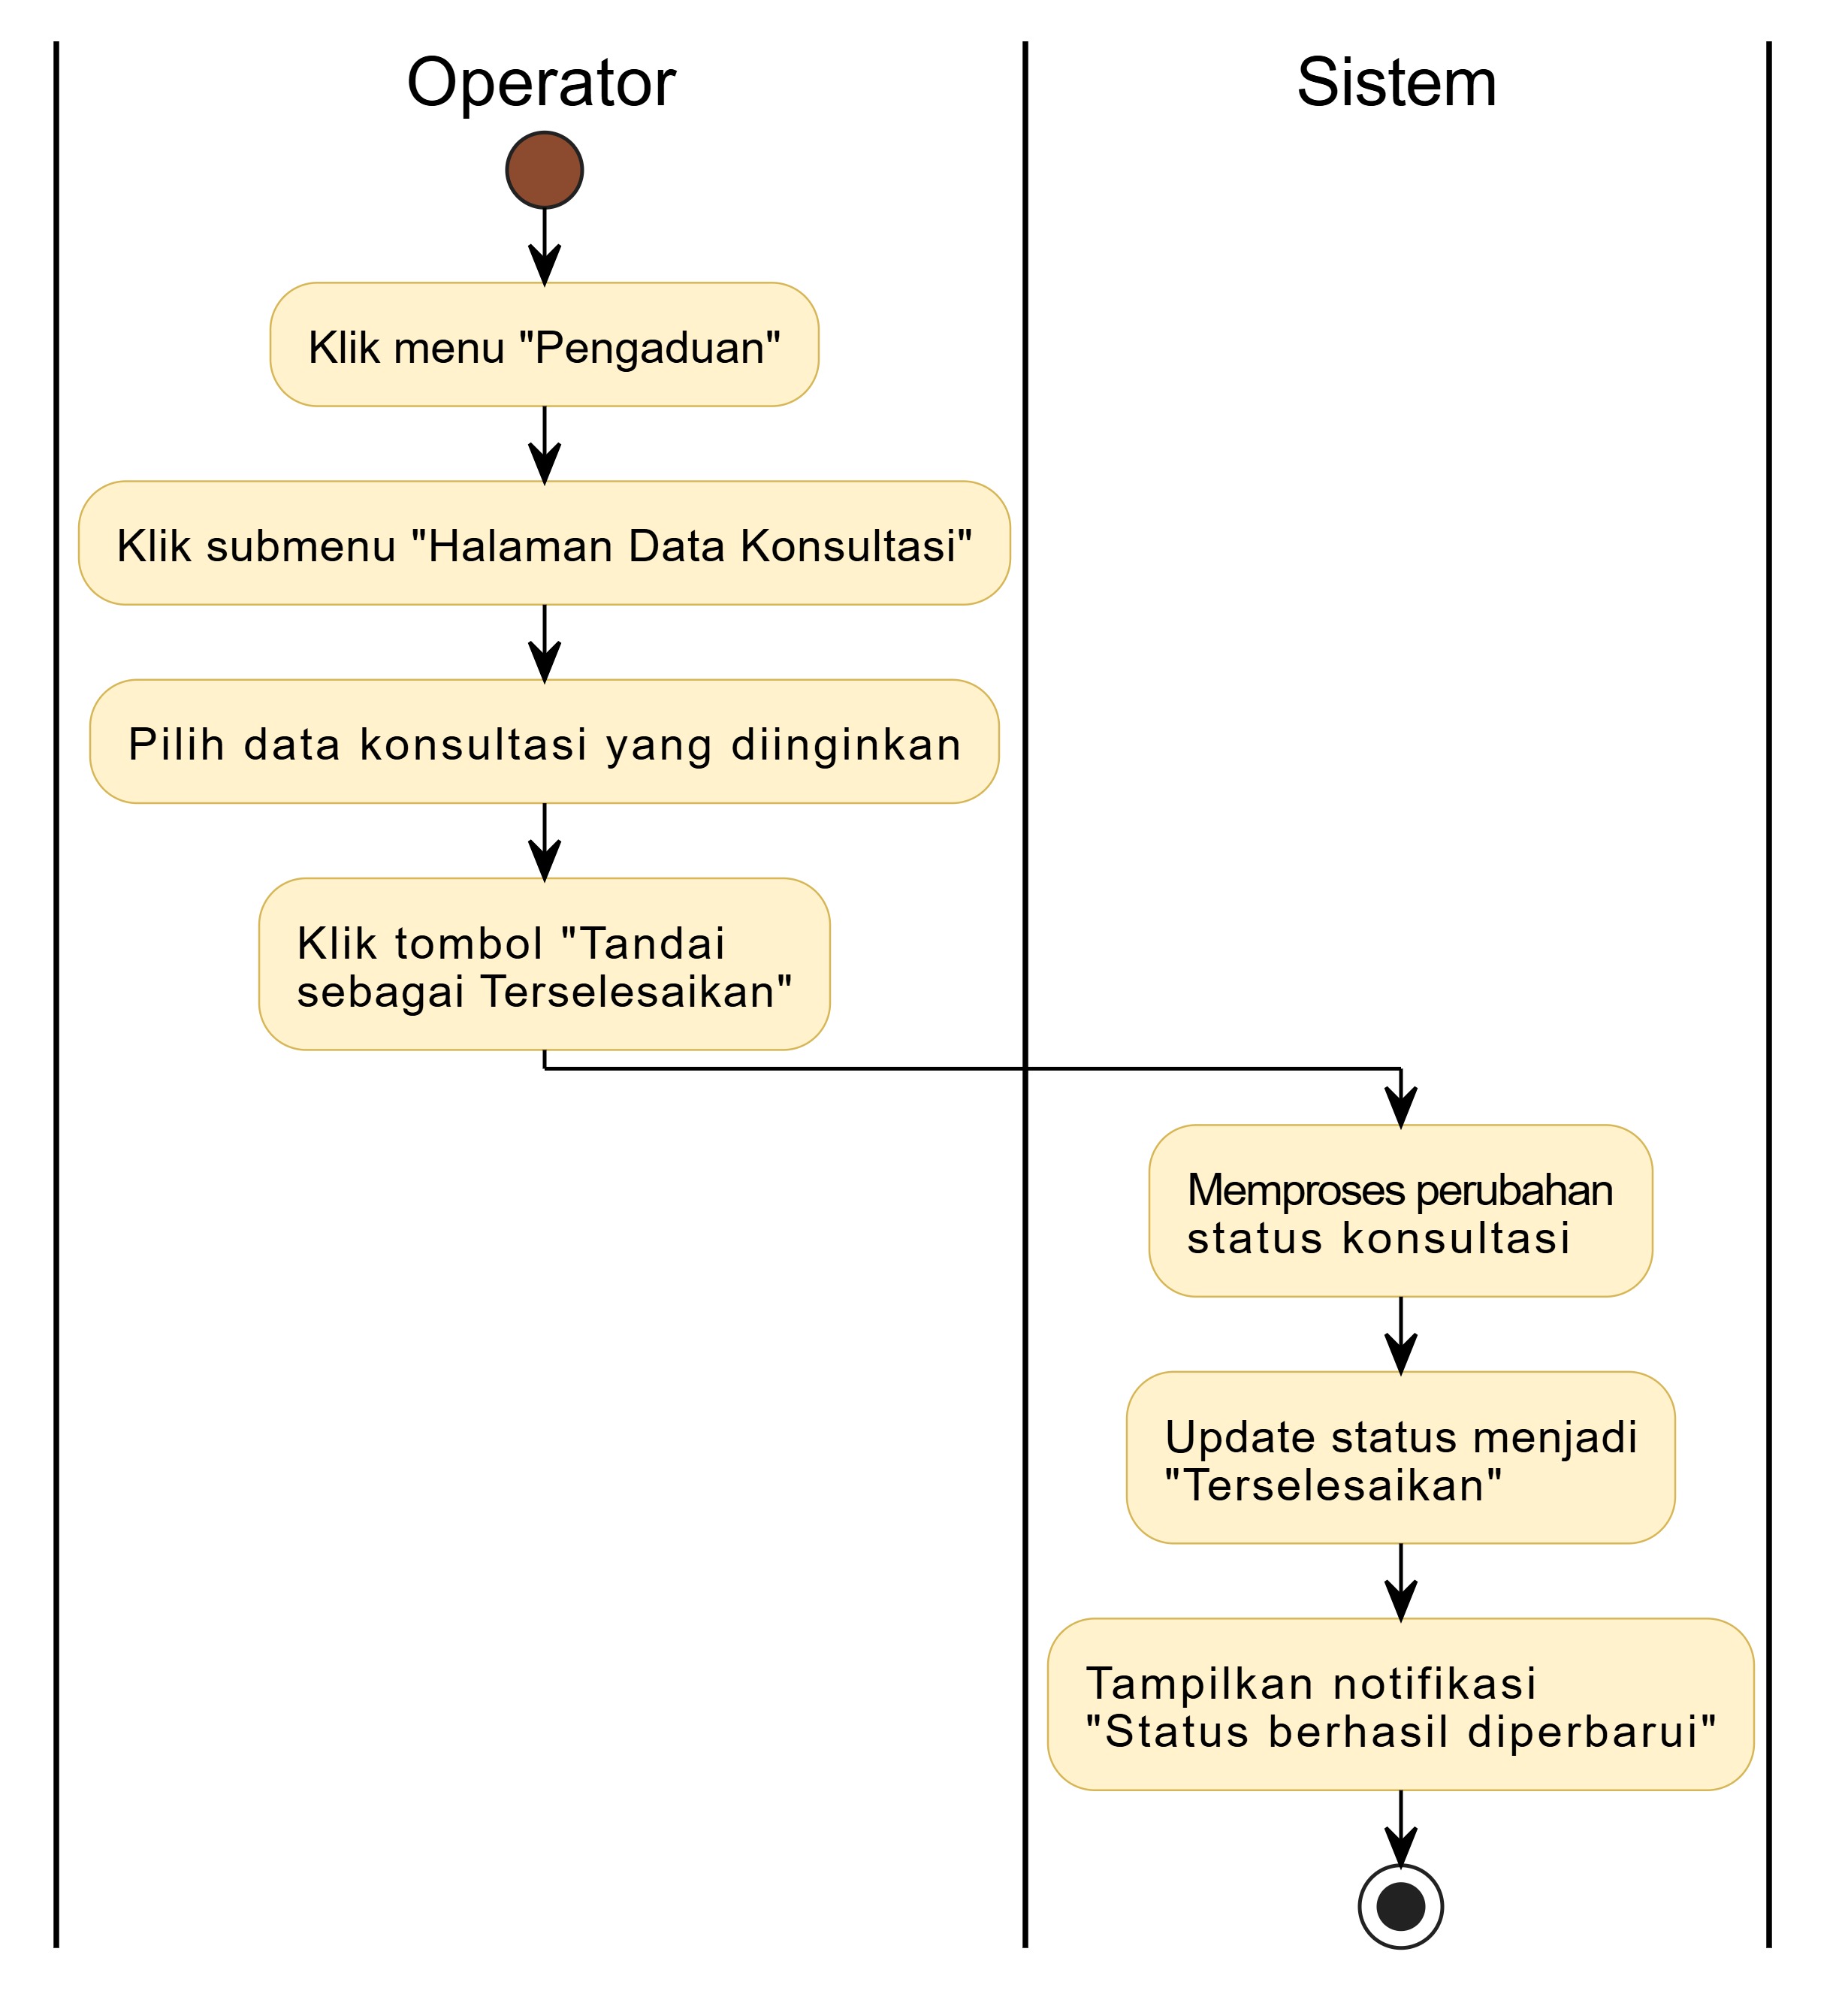 Operator
Sistem
Klik menu "Pengaduan"
Klik submenu "Halaman Data Konsultasi"
Pilih data konsultasi yang diinginkan
Klik tombol "Tandai
sebagai Terselesaikan"
Memproses perubahan
status konsultasi
Update status menjadi
"Terselesaikan"
Tampilkan notifikasi
"Status berhasil diperbarui"